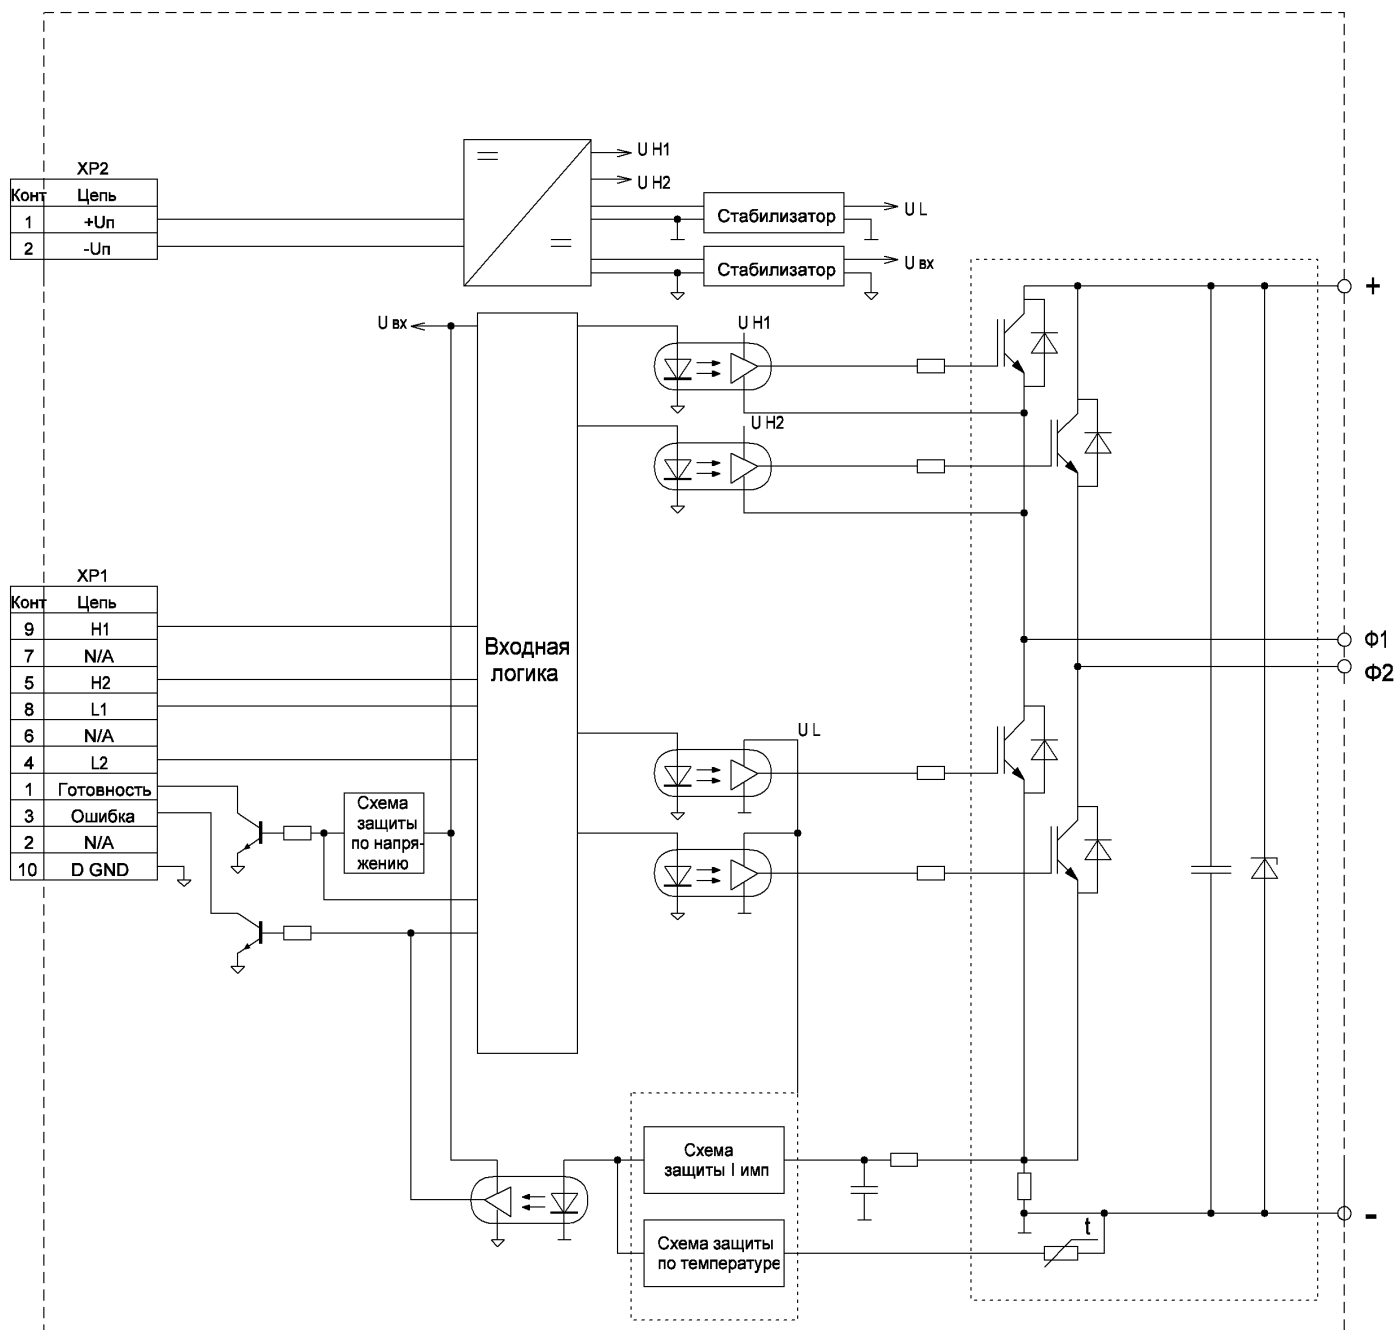 XP2
Конт Цепь
1 +Uп
2 -Uп
U H1
U H2
Стабилизатор
U L
Стабилизатор
U вх
+
U вх
U H1
U H2
XP1
Конт Цепь
9 H1
7 N/A
5 H2
8 L1
6 N/A
4 L2
1 Готовность
3 Ошибка
2 N/A
10 D GND
Входная
логика
Ф1
Ф2
U L
Схема
защиты
по напря-
жению
Схема
защиты I имп
Схема защиты
по температуре
t
-